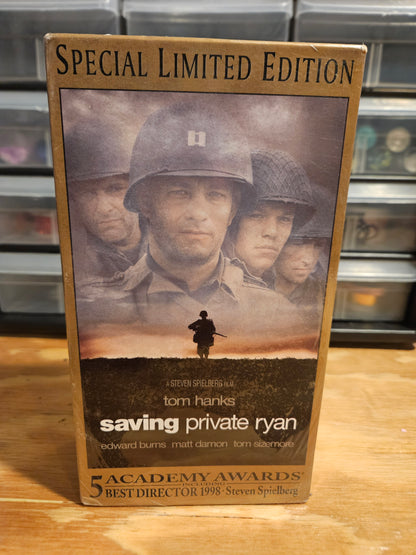 SPECIAL LIMITED EDITION
A STEVEN SPIELBERG FILM
tom hanks
saving private ryan
edward burns matt damon tom sizemore
5 ACADEMY AWARDS®
INCLUDING
BEST DIRECTOR 1998 - Steven Spielberg